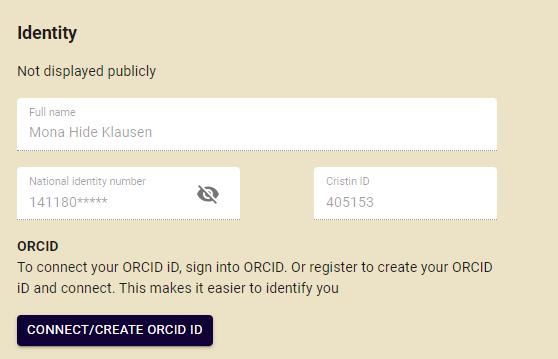 Identity
Not displayed publicly
Full name
Mona Hide Klausen
National identity number
141180*****
Cristin ID
405153
ORCID
To connect your ORCID iD, sign into ORCID. Or register to create your ORCID
iD and connect. This makes it easier to identify you
CONNECT/CREATE ORCID ID